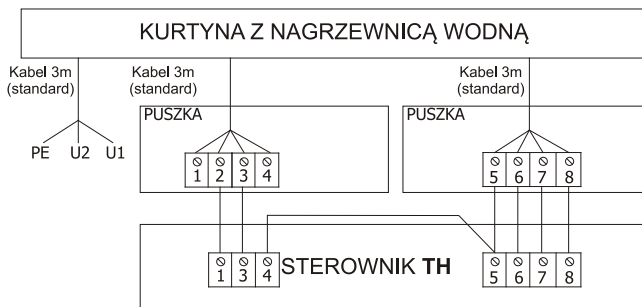 KURTYNA Z NAGRZEWNICĄ WODNĄ
Kabel 3m
(standard)
Kabel 3m
(standard)
Kabel 3m
(standard)
PE U2 U1
PUSZKA
1 2 3 4
PUSZKA
5 6 7 8
1 3 4
STEROWNIK TH
5 6 7 8